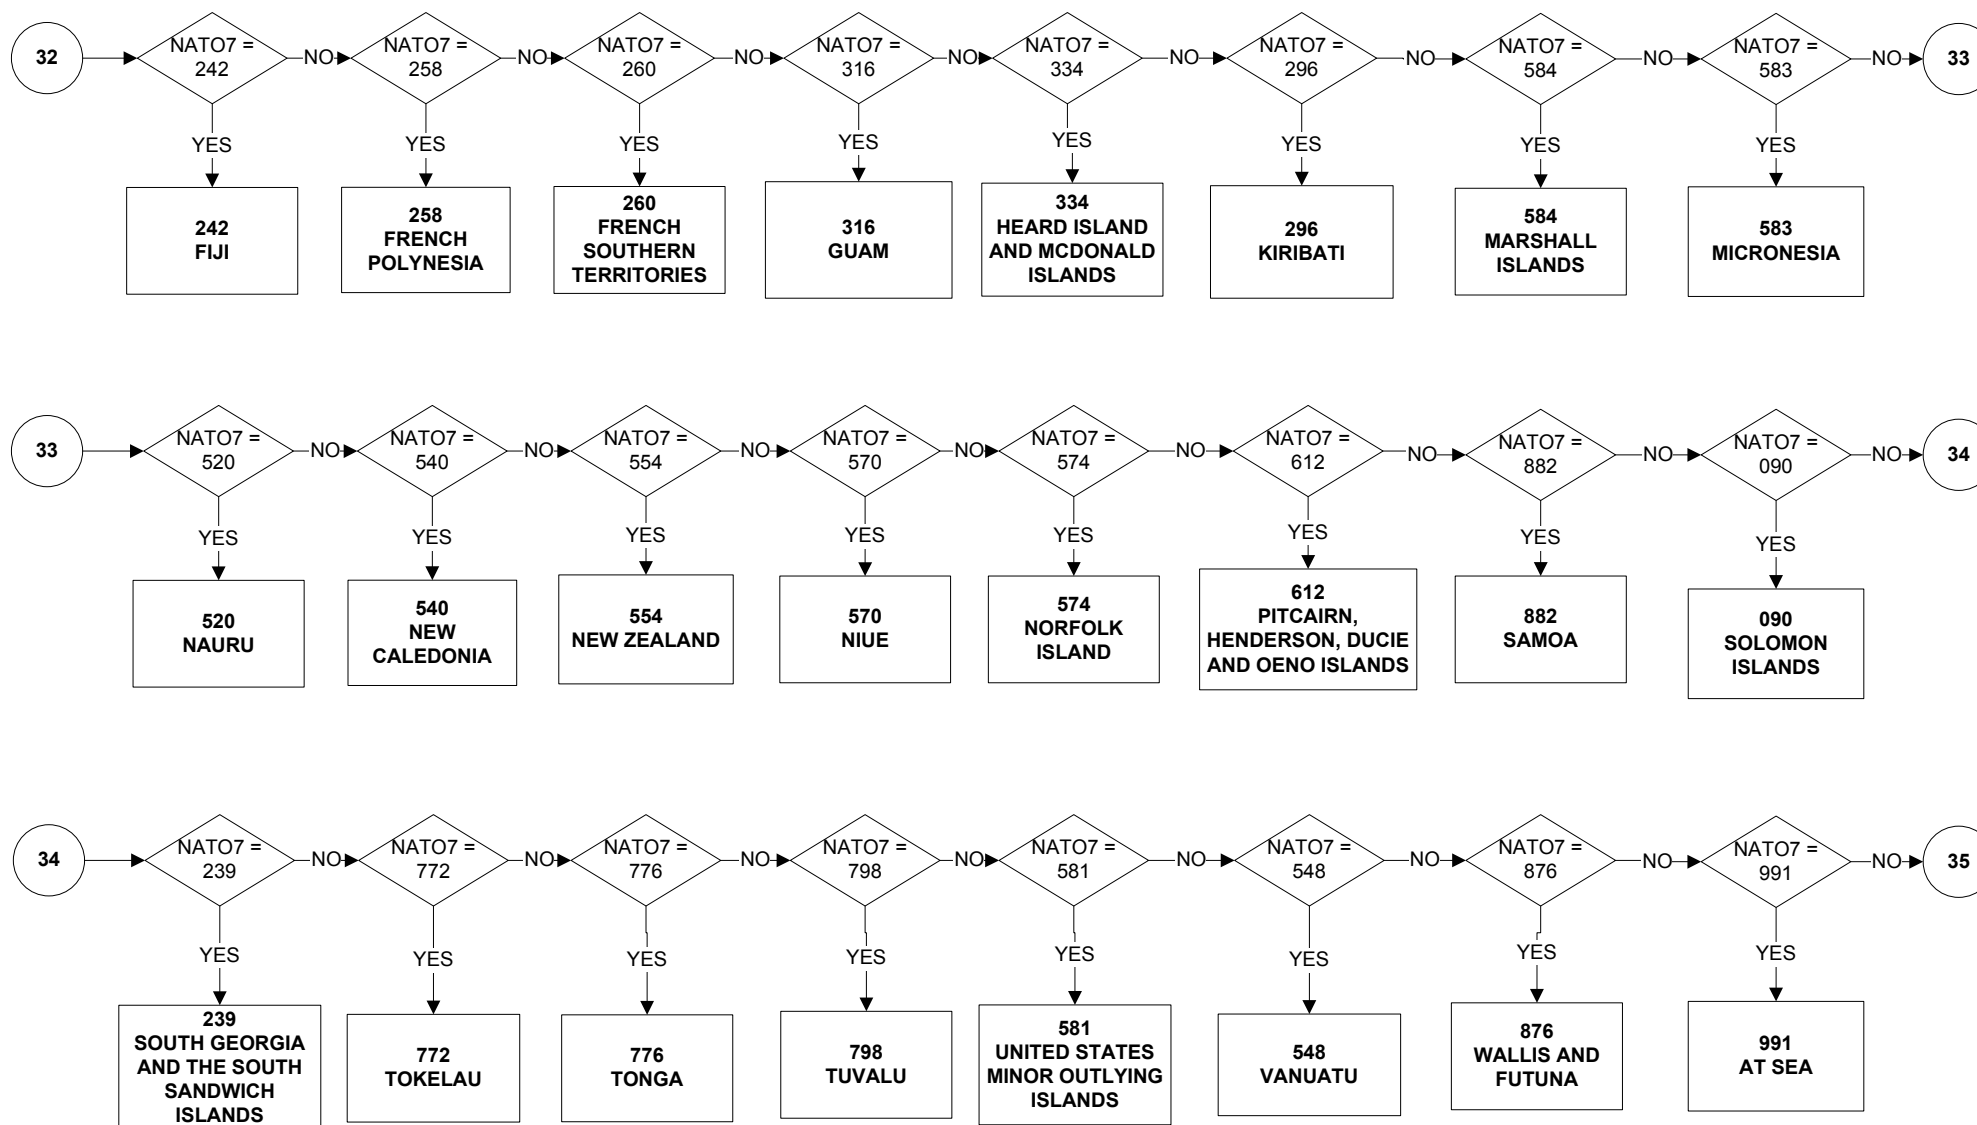 32
NATO7 =
242
NO
NATO7 =
258
NO
NATO7 =
260
NO
NATO7 =
316
NO
NATO7 =
334
NO
NATO7 =
296
NO
NATO7 =
584
NO
NATO7 =
583
NO
33
YES
YES
YES
YES
YES
YES
YES
YES
242
FIJI
258
FRENCH
POLYNESIA
260
FRENCH
SOUTHERN
TERRITORIES
316
GUAM
334
HEARD ISLAND
AND MCDONALD
ISLANDS
296
KIRIBATI
584
MARSHALL
ISLANDS
583
MICRONESIA
33
NATO7 =
520
NO
NATO7 =
540
NO
NATO7 =
554
NO
NATO7 =
570
NO
NATO7 =
574
NO
NATO7 =
612
NO
NATO7 =
882
NO
NATO7 =
090
NO
34
YES
YES
YES
YES
YES
YES
YES
YES
520
NAURU
540
NEW
CALEDONIA
554
NEW ZEALAND
570
NIUE
574
NORFOLK
ISLAND
612
PITCAIRN,
HENDERSON, DUCIE
AND OENO ISLANDS
882
SAMOA
090
SOLOMON
ISLANDS
34
NATO7 =
239
NO
NATO7 =
772
NO
NATO7 =
776
NO
NATO7 =
798
NO
NATO7 =
581
NO
NATO7 =
548
NO
NATO7 =
876
NO
NATO7 =
991
NO
35
YES
YES
YES
YES
YES
YES
YES
YES
239
SOUTH GEORGIA
AND THE SOUTH
SANDWICH
ISLANDS
772
TOKELAU
776
TONGA
798
TUVALU
581
UNITED STATES
MINOR OUTLYING
ISLANDS
548
VANUATU
876
WALLIS AND
FUTUNA
991
AT SEA